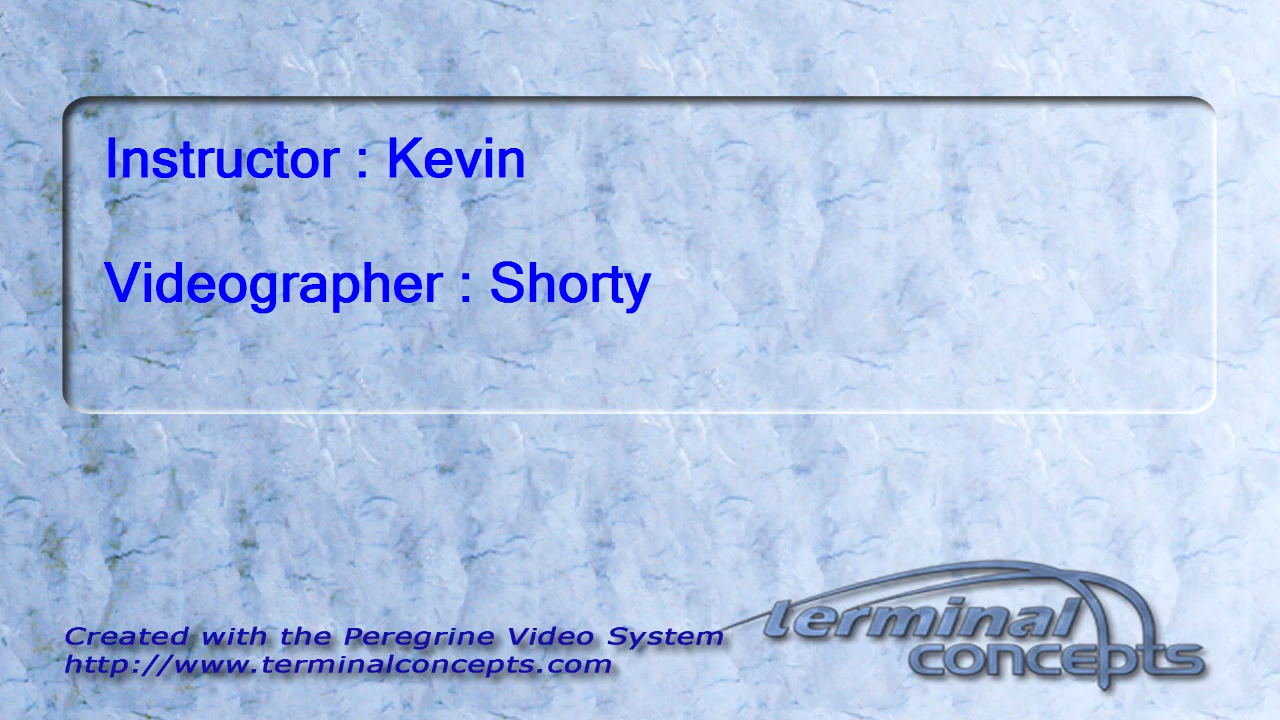 Instructor : Kevin
Videographer : Shorty
Created with the Peregrine Video System
http://www.terminalconcepts.com
terminal
concepts